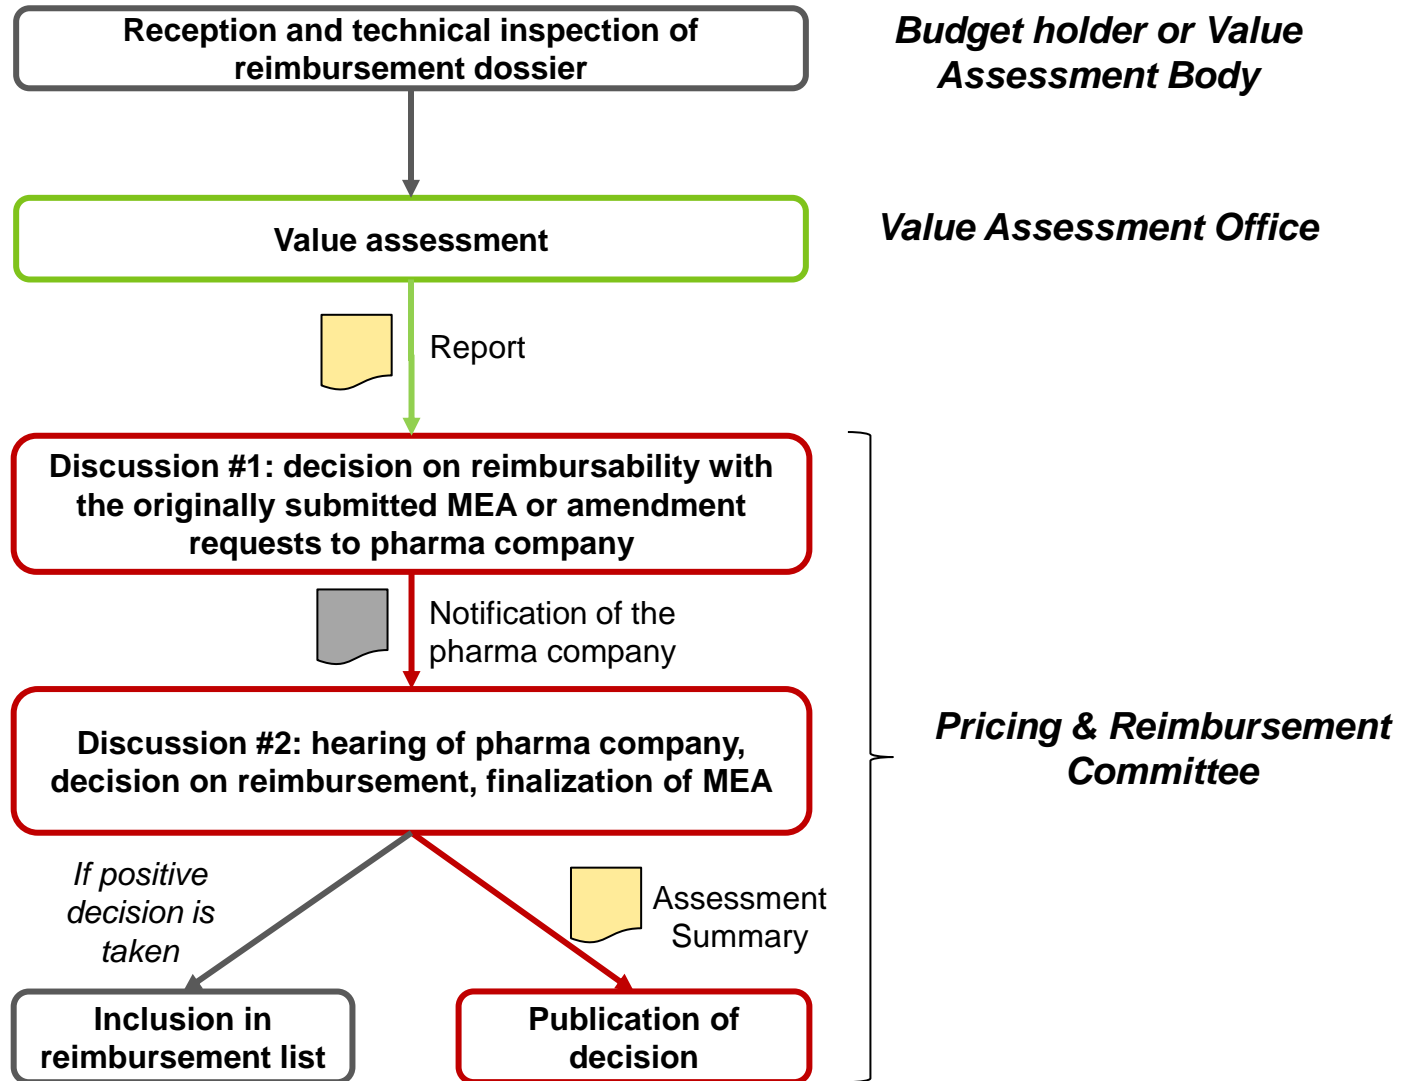 Reception and technical inspection of
reimbursement dossier
Budget holder or Value
Assessment Body
Value assessment
Value Assessment Office
Report
Discussion #1: decision on reimbursability with
the originally submitted MEA or amendment
requests to pharma company
Notification of the
pharma company
Discussion #2: hearing of pharma company,
decision on reimbursement, finalization of MEA
Pricing & Reimbursement
Committee
If positive
decision is
taken
Assessment
Summary
Inclusion in
reimbursement list
Publication of
decision